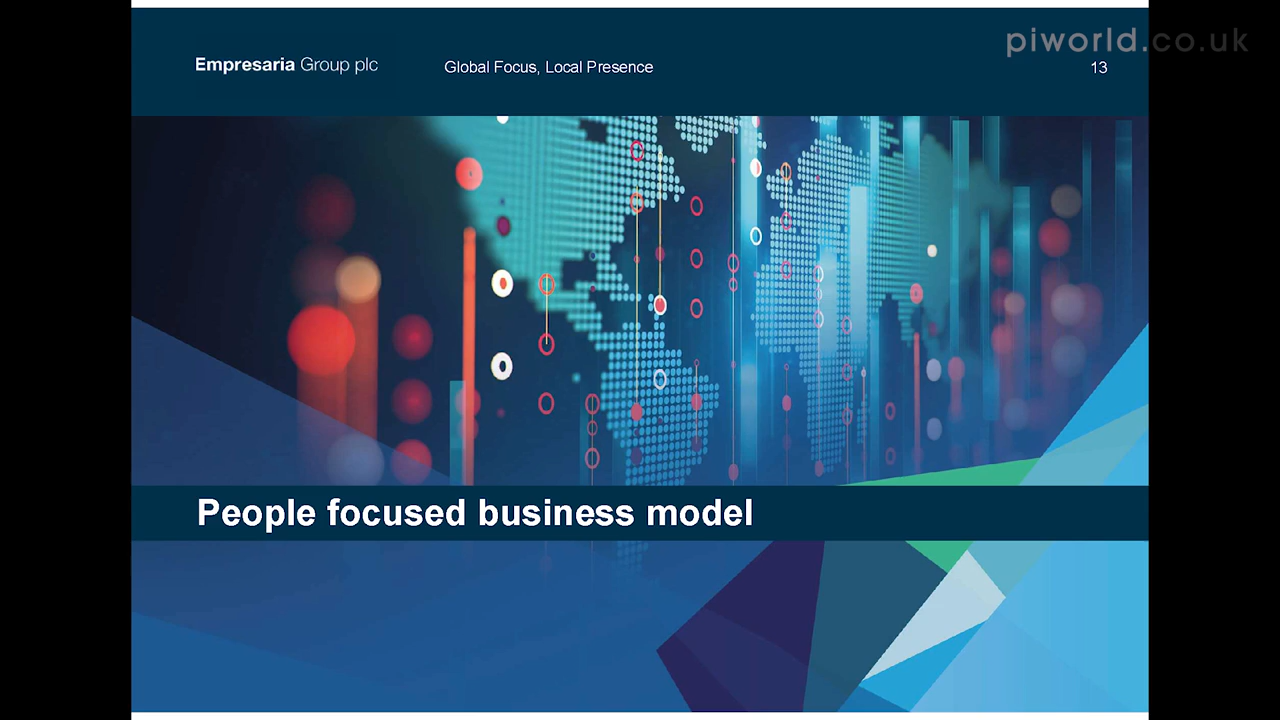 piworld.co.uk
Empresaria Group plc
Global Focus, Local Presence
13
People focused business model